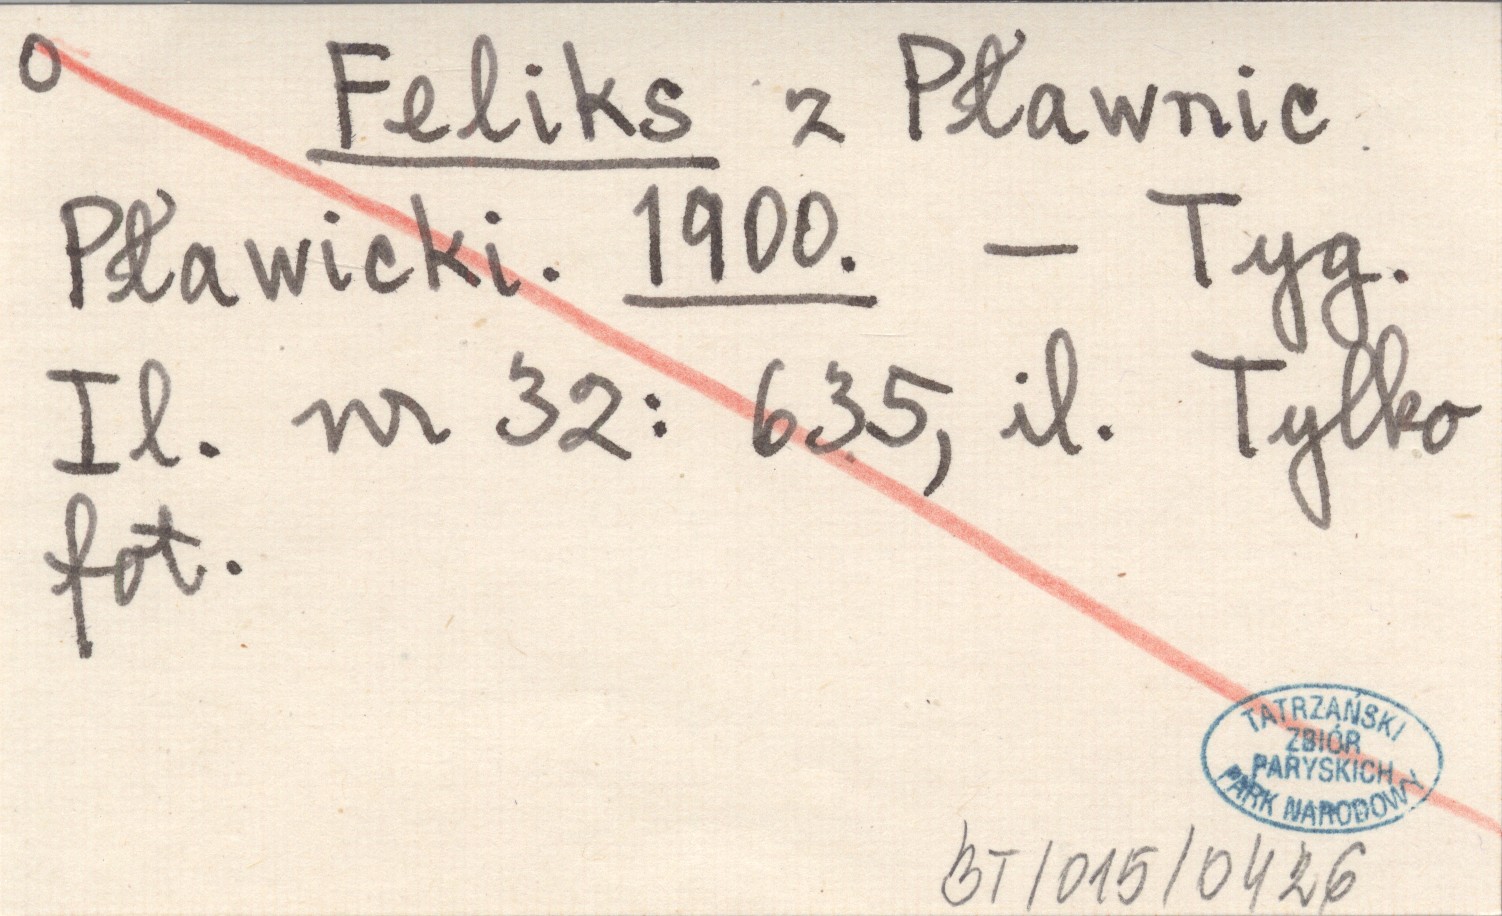 O Feliks z Pławnic
Pławicki. 1900. — Tyg.
Il. nr 32: 635, il. Tylko
fot.
TATRZAŃSKI
ZBIÓR
PARYSKICH
PARK NARODOWY
BT/015/0426